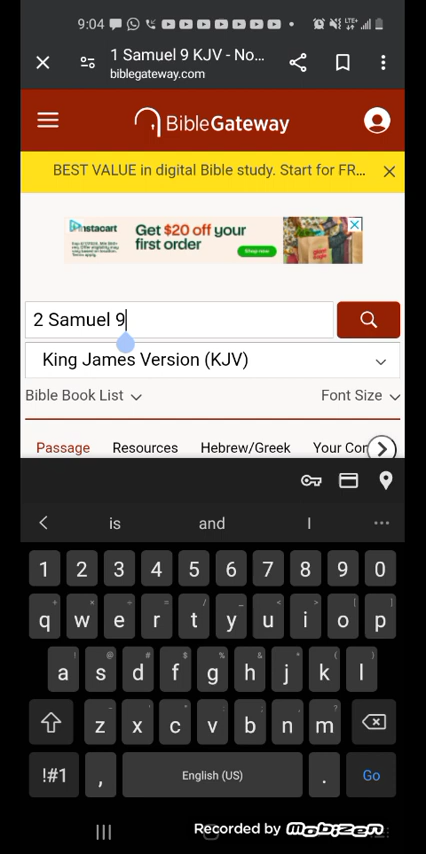 9:04
LTE+
1 Samuel 9 KJV - No...
biblegateway.com
BibleGateway
BEST VALUE in digital Bible study. Start for FR...
instacart
Get $20 off your
first order
Shop now
2 Samuel 9
King James Version (KJV)
Bible Book List
Font Size
Passage Resources Hebrew/Greek Your Con
is and I
1 2 3 4 5 6 7 8 9 0
q w e r t y u i o p
a s d f g h j k l
z x c v b n m
!#1 , English (US) . Go
Recorded by MOBIZEN